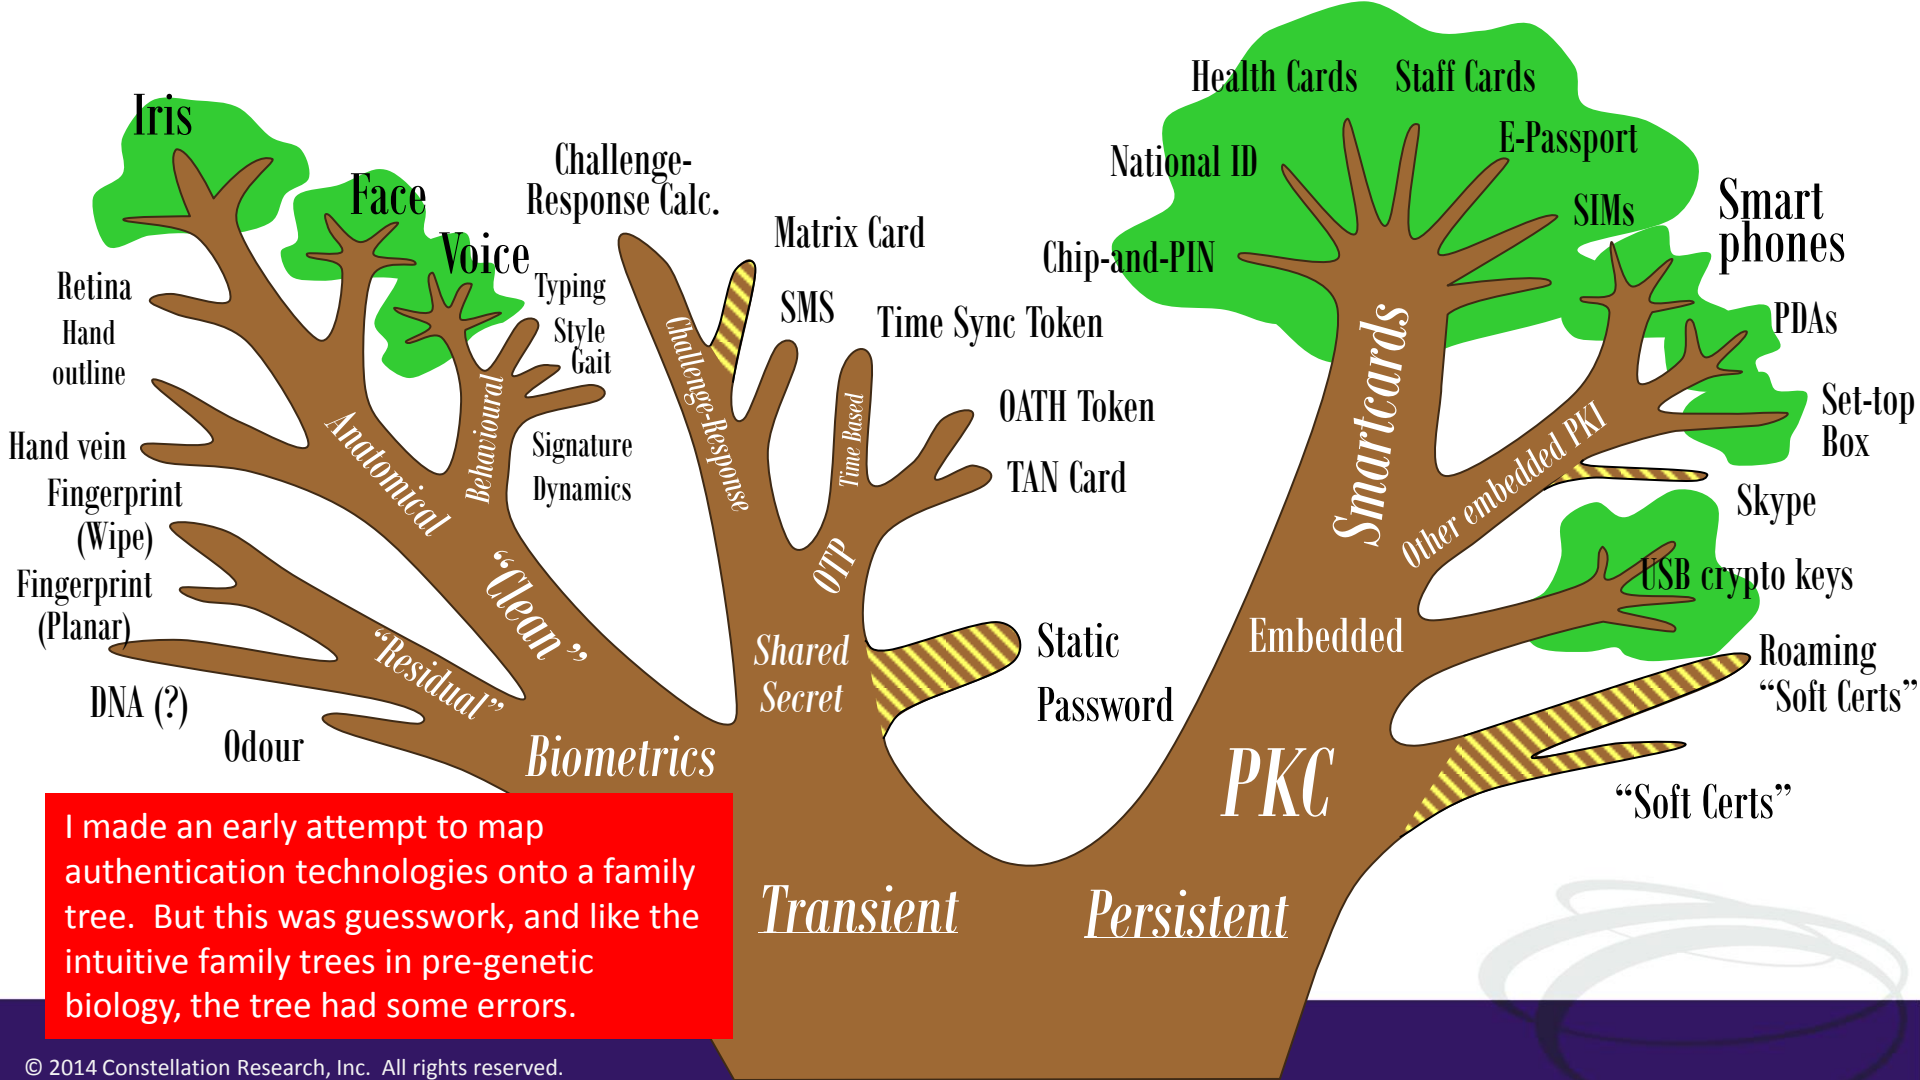 Iris
Face
Voice
Retina
Hand
outline
Hand vein
Fingerprint
(Wipe)
Fingerprint
(Planar)
DNA (?)
Odour
Typing
Style
Gait
Signature
Dynamics
Anatomical
Behavioural
"Clean"
"Residual"
Biometrics
Challenge-
Response Calc.
Matrix Card
SMS
Time Sync Token
OATH Token
TAN Card
Challenge-Response
Time Based
OTP
Shared
Secret
Static
Password
Health Cards
Staff Cards
National ID
E-Passport
Chip-and-PIN
SIMs
Smart
phones
PDAs
Set-top
Box
Skype
USB crypto keys
Roaming
“Soft Certs”
“Soft Certs”
Smartcards
Other embedded PKI
Embedded
PKC
Transient
Persistent
I made an early attempt to map
authentication technologies onto a family
tree.  But this was guesswork, and like the
intuitive family trees in pre-genetic
biology, the tree had some errors.
© 2014 Constellation Research, Inc.  All rights reserved.